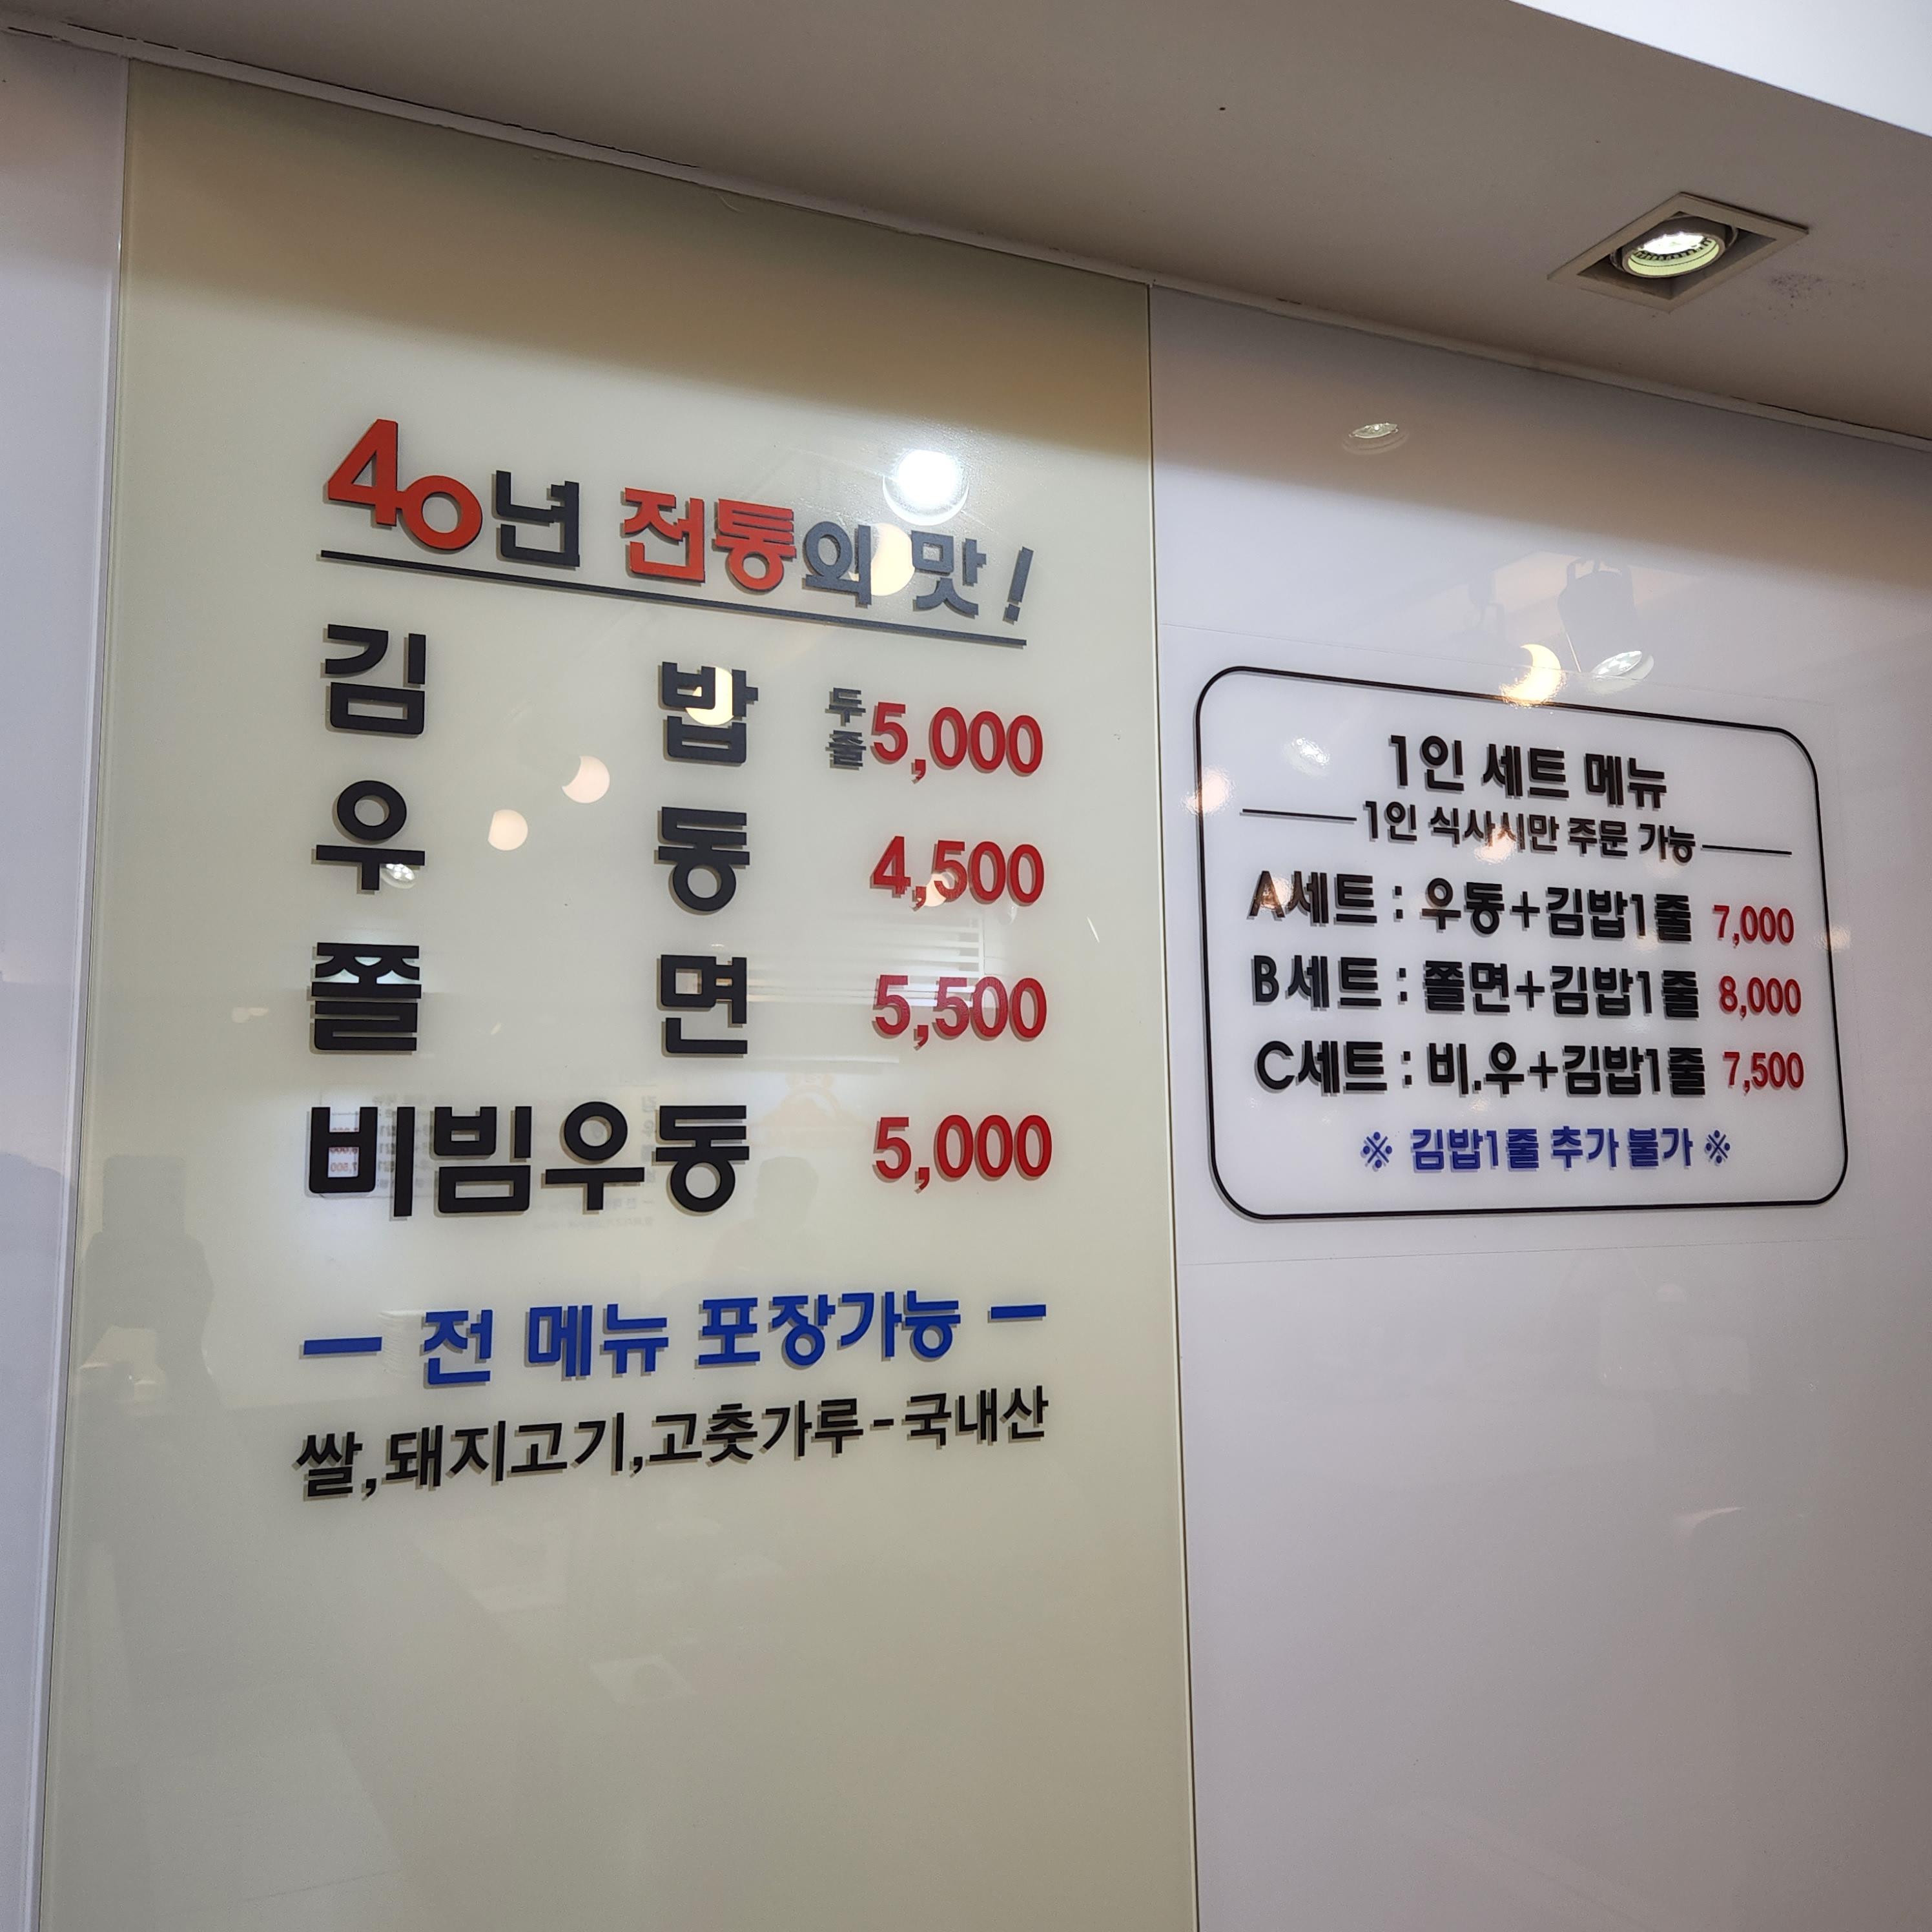 40년 전통의 맛!
김 밥 두줄 5,000
우 동 4,500
쫄 면 5,500
비빔우동 5,000
— 전 메뉴 포장가능 —
쌀,돼지고기,고춧가루-국내산
1인 세트 메뉴
1인 식사시만 주문 가능
A세트 : 우동+김밥1줄 7,000
B세트 : 쫄면+김밥1줄 8,000
C세트 : 비.우+김밥1줄 7,500
※ 김밥1줄 추가 불가 ※